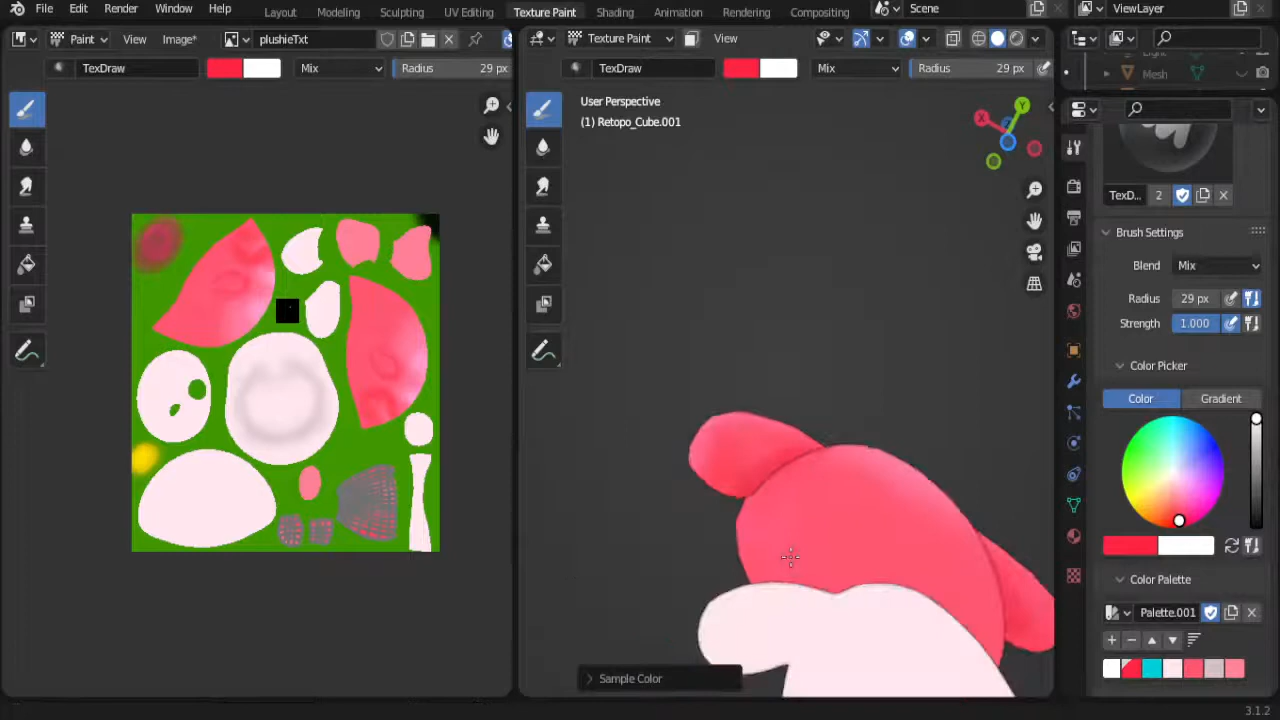 File Edit Render Window Help Layout Modeling Sculpting UV Editing Texture Paint Shading Animation Rendering Compositing Scene ViewLayer
Paint View Image* plushieTxt Texture Paint View Mesh
TexDraw Mix Radius 29 px TexDraw Mix Radius 29 px
User Perspective
(1) Retopo_Cube.001
Y
X
TexD... 2
Brush Settings
Blend Mix
Radius 29 px
Strength 1.000
Color Picker
Color Gradient
Color Palette
Palette.001
Sample Color
3.1.2